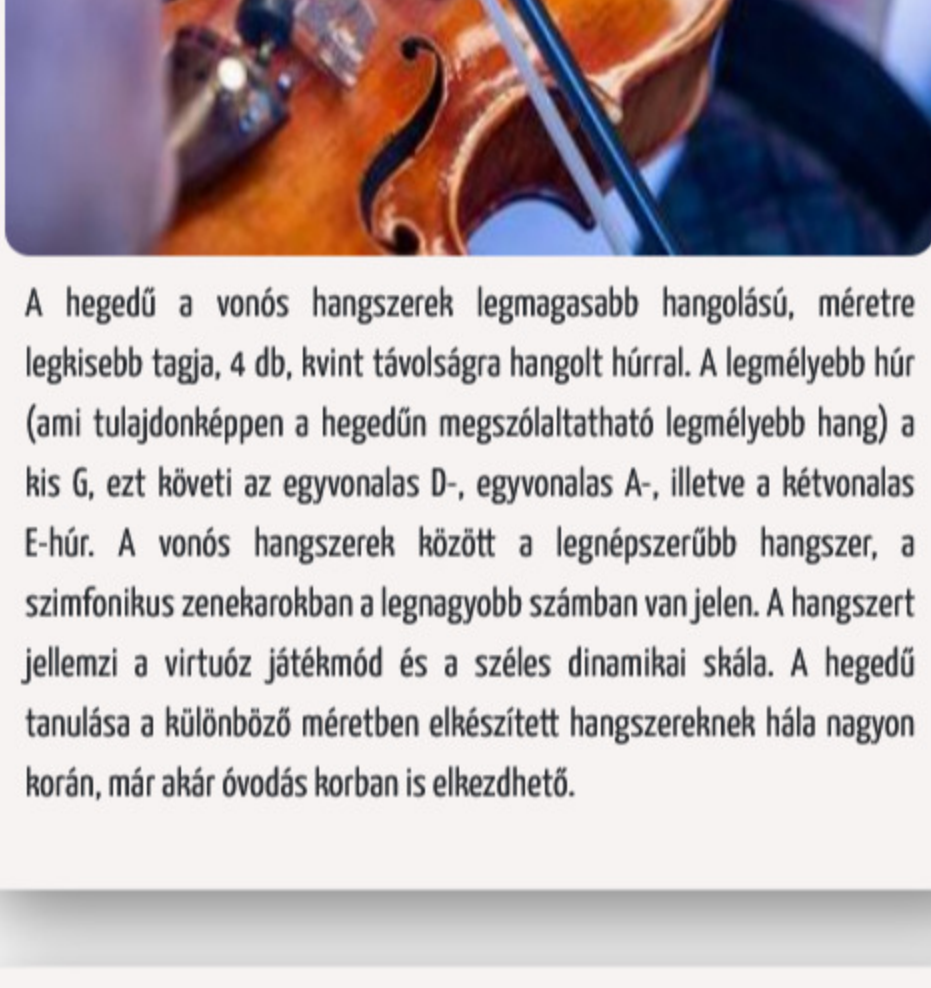 A hegedű a vonós hangszerek legmagasabb hangolású, méretre
legkisebb tagja, 4 db, kvint távolságra hangolt húrral. A legmélyebb húr
(ami tulajdonképpen a hegedűn megszólaltatható legmélyebb hang) a
kis G, ezt követi az egyvonalas D-, egyvonalas A-, illetve a kétvonalas
E-húr. A vonós hangszerek között a legnépszerűbb hangszer, a
szimfonikus zenekarokban a legnagyobb számban van jelen. A hangszert
jellemzi a virtuóz játékmód és a széles dinamikai skála. A hegedű
tanulása a különböző méretben elkészített hangszereknek hála nagyon
korán, már akár óvodás korban is elkezdhető.